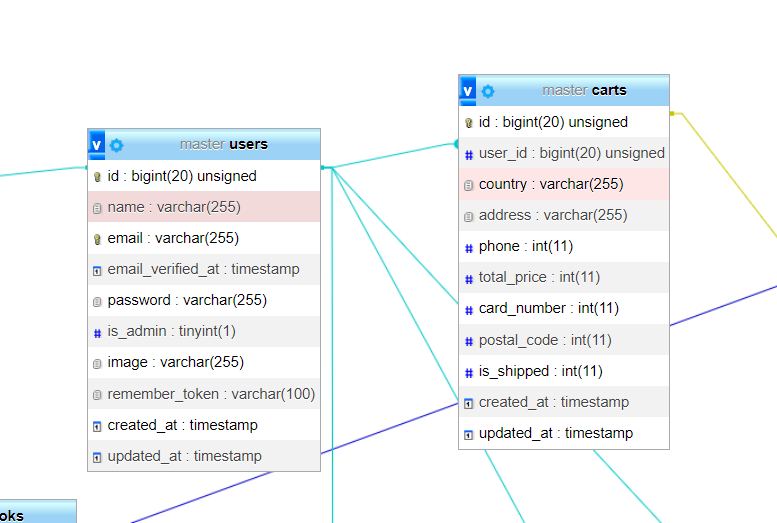 master users
id : bigint(20) unsigned
name : varchar(255)
email : varchar(255)
email_verified_at : timestamp
password : varchar(255)
is_admin : tinyint(1)
image : varchar(255)
remember_token : varchar(100)
created_at : timestamp
updated_at : timestamp
master carts
id : bigint(20) unsigned
user_id : bigint(20) unsigned
country : varchar(255)
address : varchar(255)
phone : int(11)
total_price : int(11)
card_number : int(11)
postal_code : int(11)
is_shipped : int(11)
created_at : timestamp
updated_at : timestamp
oks